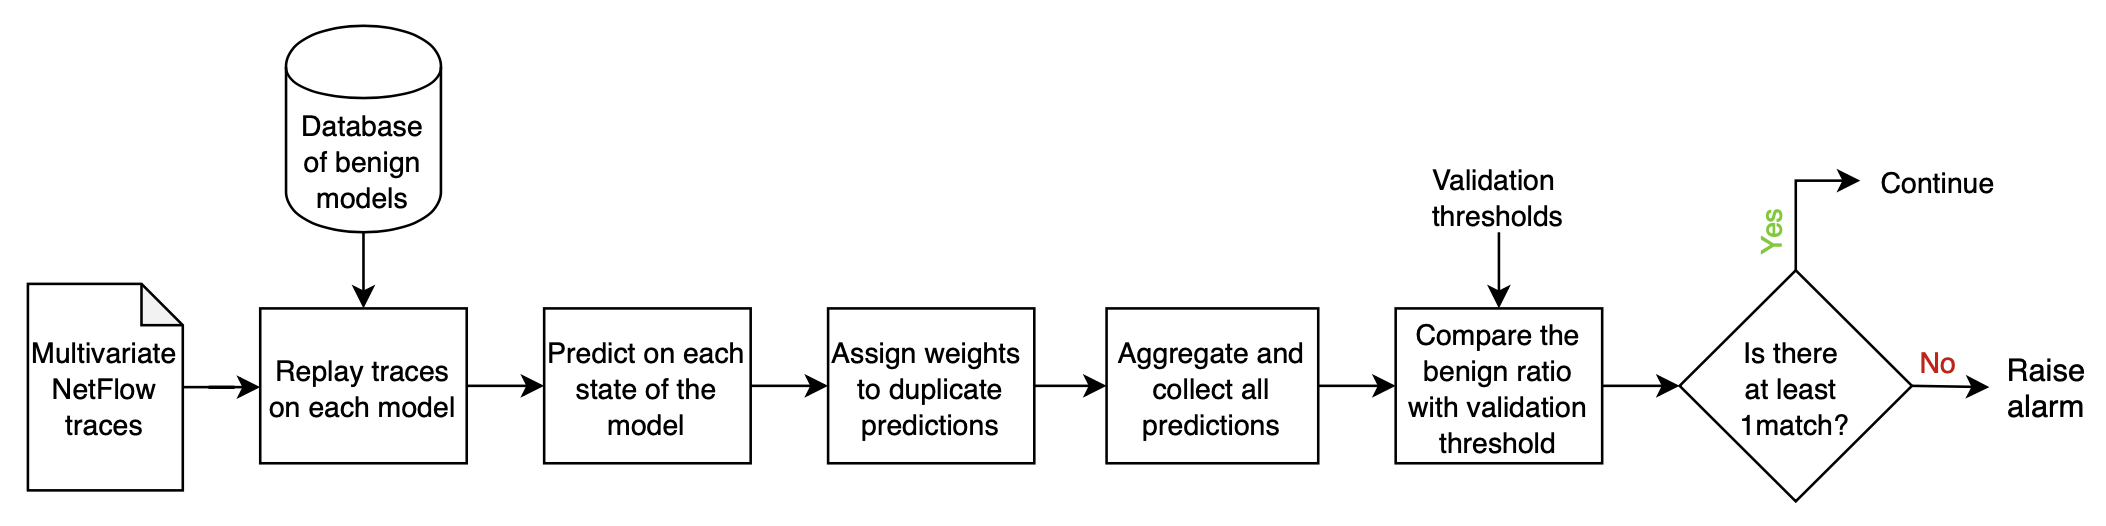 Database
of benign
models
Validation
thresholds
Yes
Continue
Multivariate
NetFlow
traces
Replay traces
on each model
Predict on each
state of the
model
Assign weights
to duplicate
predictions
Aggregate and
collect all
predictions
Compare the
benign ratio
with validation
threshold
Is there
at least
1match?
No
Raise
alarm